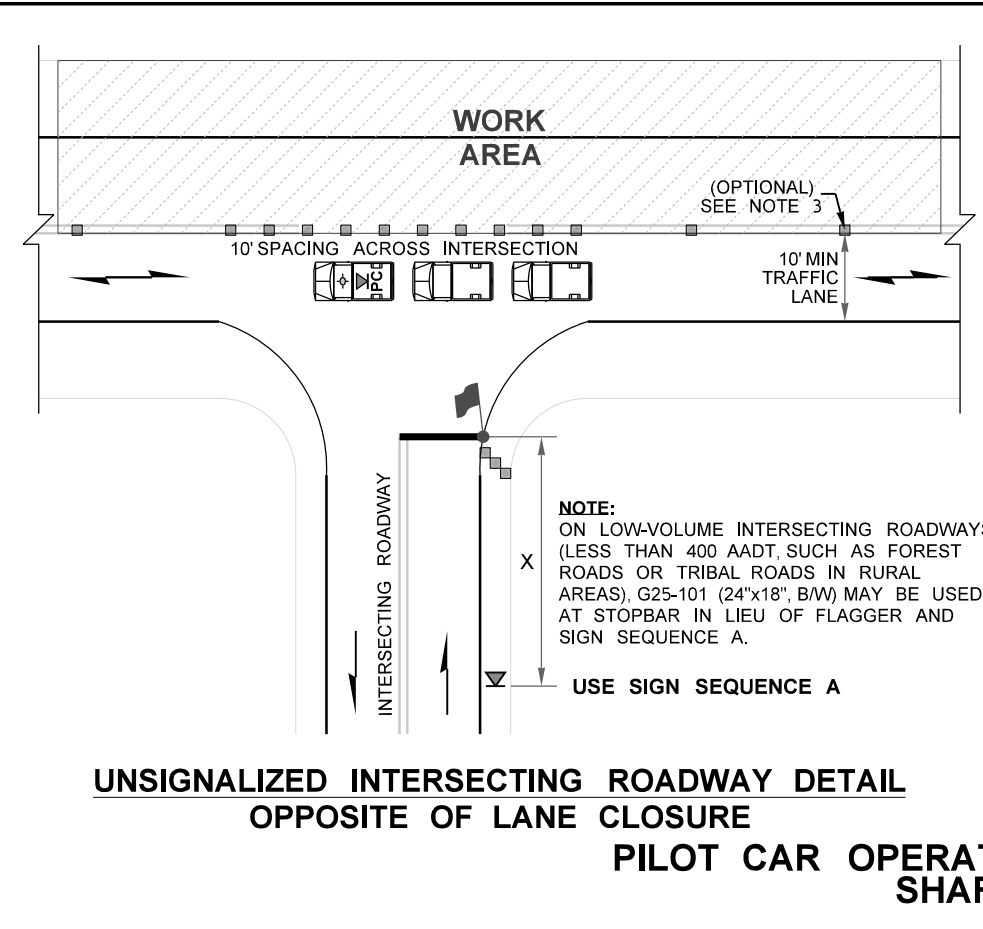 WORK
AREA
(OPTIONAL)
SEE NOTE 3
10' SPACING ACROSS INTERSECTION
10' MIN
TRAFFIC
LANE
PC
INTERSECTING ROADWAY
X
NOTE:
ON LOW-VOLUME INTERSECTING ROADWAYS
(LESS THAN 400 AADT, SUCH AS FOREST
ROADS OR TRIBAL ROADS IN RURAL
AREAS), G25-101 (24"x18", B/W) MAY BE USED
AT STOPBAR IN LIEU OF FLAGGER AND
SIGN SEQUENCE A.
USE SIGN SEQUENCE A
UNSIGNALIZED INTERSECTING ROADWAY DETAIL
OPPOSITE OF LANE CLOSURE
PILOT CAR OPERAT
SHAR